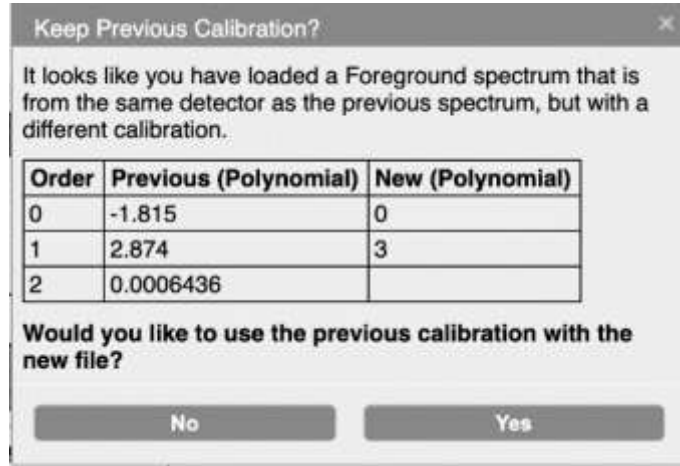 Keep Previous Calibration?
×
It looks like you have loaded a Foreground spectrum that is
from the same detector as the previous spectrum, but with a
different calibration.
Order Previous (Polynomial) New (Polynomial)
0 -1.815 0
1 2.874 3
2 0.0006436
Would you like to use the previous calibration with the
new file?
No Yes